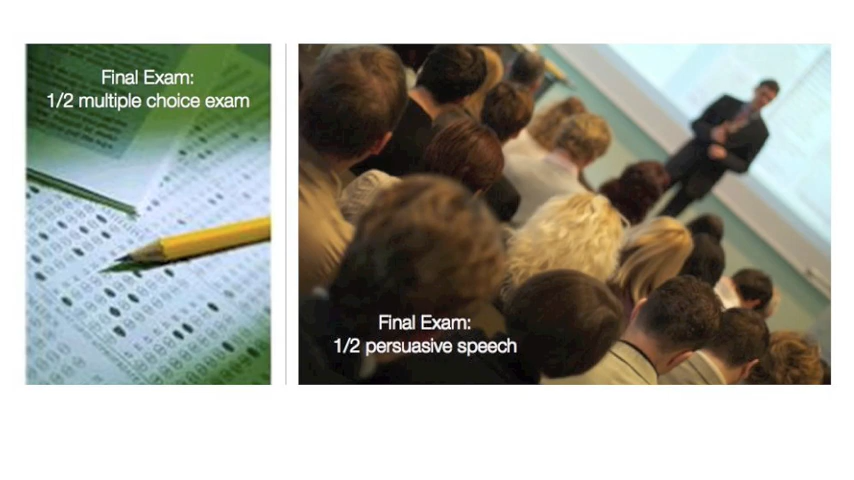 Final Exam:
1/2 multiple choice exam
Final Exam:
1/2 persuasive speech